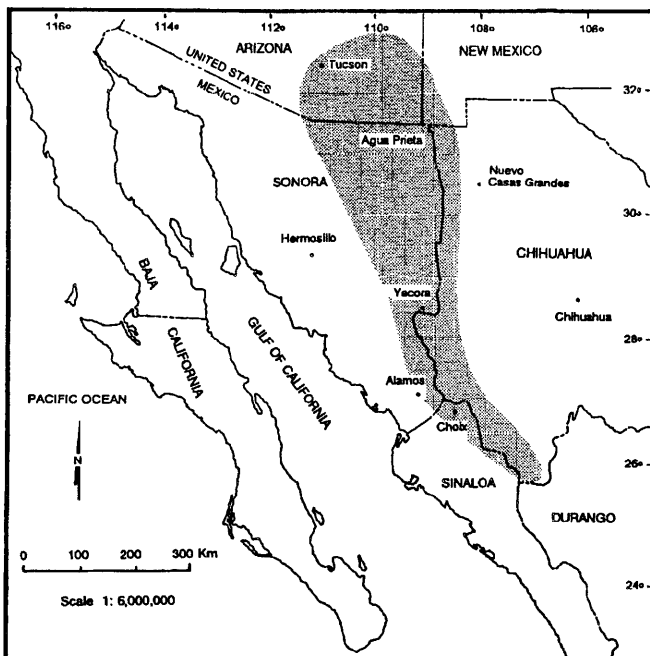 116° 114° 112° 110° 108° 106°
ARIZONA
NEW MEXICO
UNITED STATES
MEXICO
Tucson
32°
Agua Prieta
SONORA
Nuevo
Casas Grandes
30°
Hermosillo
CHIHUAHUA
BAJA
CALIFORNIA
Yecora
Chihuahua
GULF OF CALIFORNIA
28°
Alamos
PACIFIC OCEAN
Choix
N
26°
SINALOA
DURANGO
0 100 200 300 Km
24°
Scale 1: 6,000,000